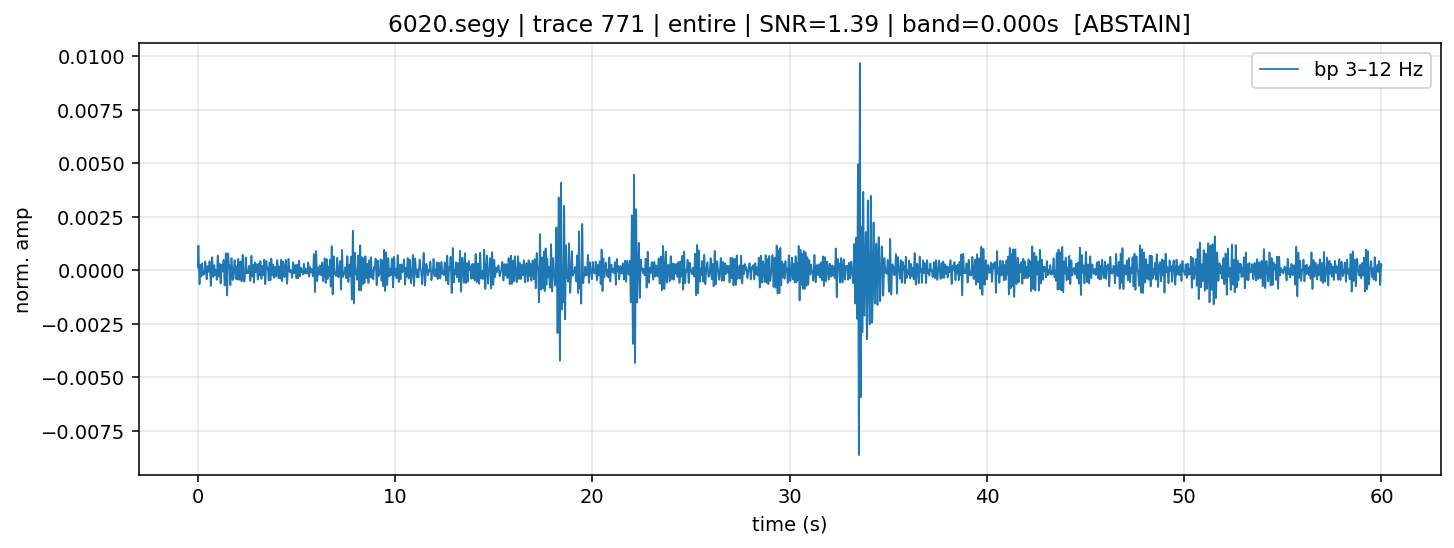 6020.segy | trace 771 | entire | SNR=1.39 | band=0.000s  [ABSTAIN]
bp 3–12 Hz
norm. amp
0.0100
0.0075
0.0050
0.0025
0.0000
−0.0025
−0.0050
−0.0075
0 10 20 30 40 50 60
time (s)